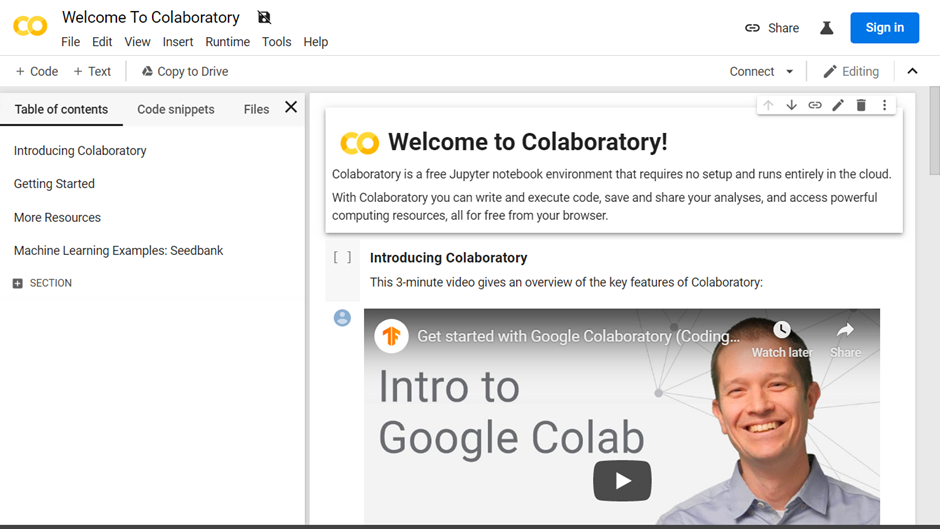 Welcome To Colaboratory
File Edit View Insert Runtime Tools Help
Share
Sign in
+ Code + Text Copy to Drive
Connect
Editing
Table of contents Code snippets Files
Introducing Colaboratory
Getting Started
More Resources
Machine Learning Examples: Seedbank
SECTION
Welcome to Colaboratory!
Colaboratory is a free Jupyter notebook environment that requires no setup and runs entirely in the cloud.
With Colaboratory you can write and execute code, save and share your analyses, and access powerful
computing resources, all for free from your browser.
[ ] Introducing Colaboratory
This 3-minute video gives an overview of the key features of Colaboratory:
Get started with Google Colaboratory (Coding...
Watch later Share
Intro to
Google Colab